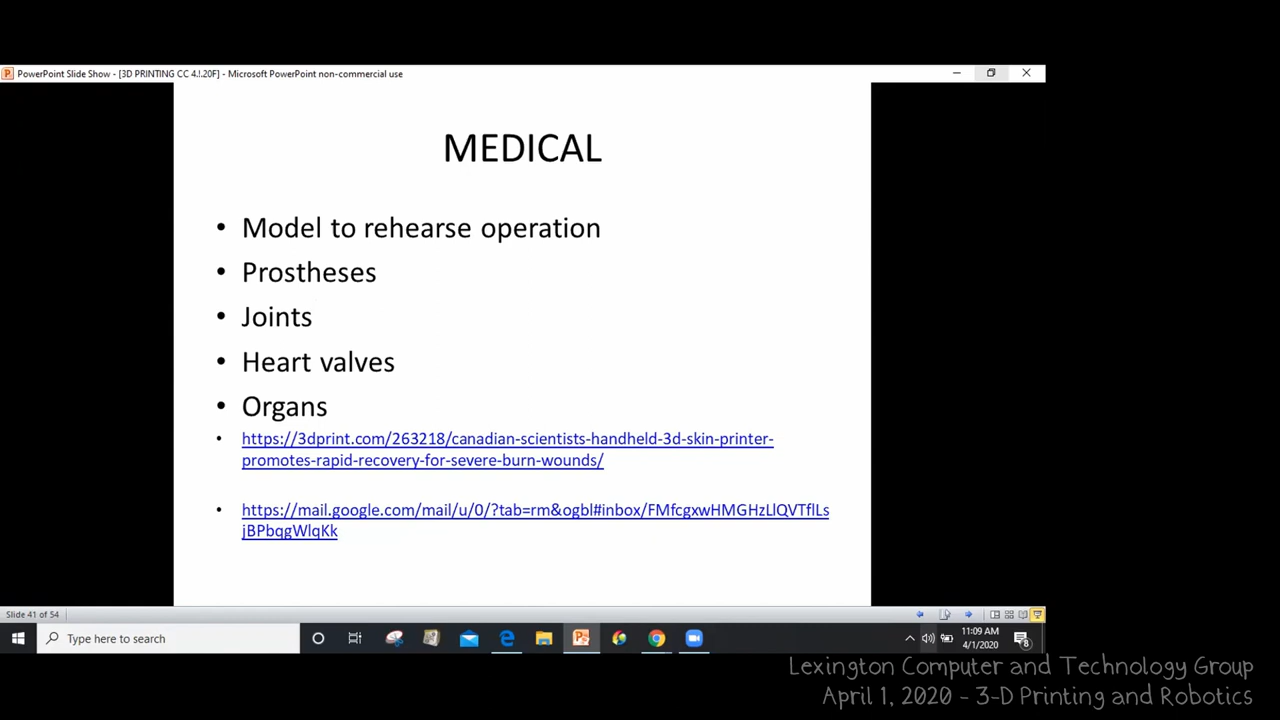 PowerPoint Slide Show - [3D PRINTING CC 4.!.20F] - Microsoft PowerPoint non-commercial use
MEDICAL
• Model to rehearse operation
• Prostheses
• Joints
• Heart valves
• Organs
• https://3dprint.com/263218/canadian-scientists-handheld-3d-skin-printer-
promotes-rapid-recovery-for-severe-burn-wounds/
• https://mail.google.com/mail/u/0/?tab=rm&ogbl#inbox/FMfcgxwHMGHzLlQVTflLs
jBPbqgWlqKk
Slide 41 of 54
Type here to search
11:09 AM
4/1/2020
8
Lexington Computer and Technology Group
April 1, 2020 - 3-D Printing and Robotics